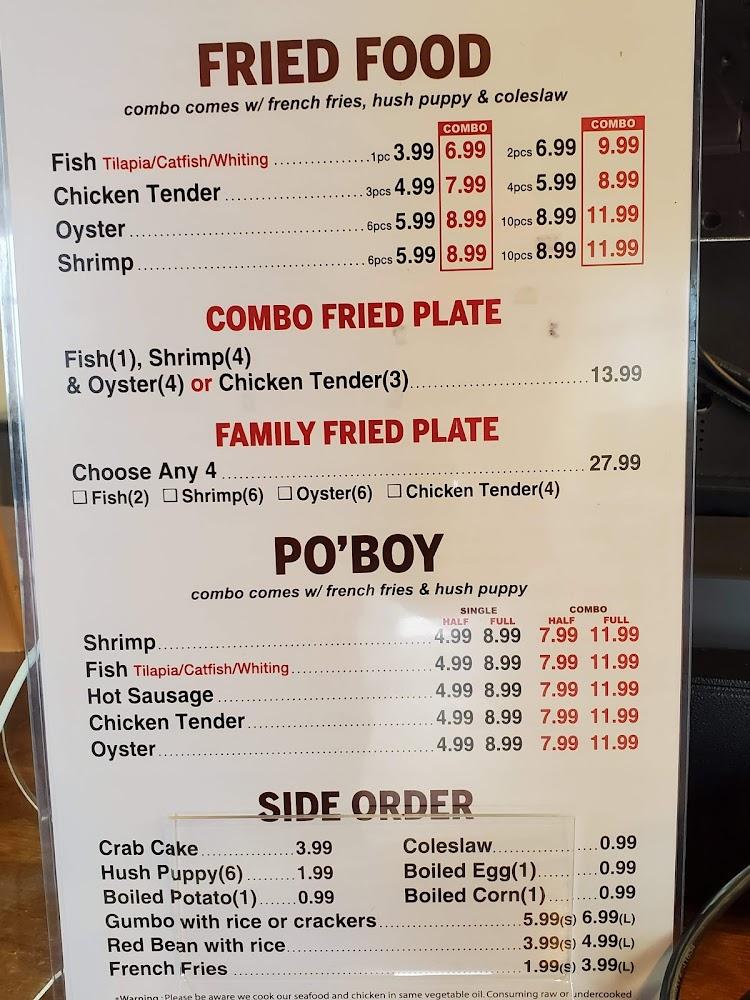 FRIED FOOD
combo comes w/ french fries, hush puppy & coleslaw
COMBO COMBO
Fish Tilapia/Catfish/Whiting ................1pc 3.99 6.99 2pcs 6.99 9.99
Chicken Tender........................3pcs 4.99 7.99 4pcs 5.99 8.99
Oyster........................................6pcs 5.99 8.99 10pcs 8.99 11.99
Shrimp.......................................6pcs 5.99 8.99 10pcs 8.99 11.99
COMBO FRIED PLATE
Fish(1), Shrimp(4)
& Oyster(4) or Chicken Tender(3)..............................13.99
FAMILY FRIED PLATE
Choose Any 4............................................................27.99
☐ Fish(2) ☐ Shrimp(6) ☐ Oyster(6) ☐ Chicken Tender(4)
PO'BOY
combo comes w/ french fries & hush puppy
SINGLE COMBO
HALF FULL HALF FULL
Shrimp..................................................4.99 8.99 7.99 11.99
Fish Tilapia/Catfish/Whiting..........................4.99 8.99 7.99 11.99
Hot Sausage........................................4.99 8.99 7.99 11.99
Chicken Tender...................................4.99 8.99 7.99 11.99
Oyster..................................................4.99 8.99 7.99 11.99
SIDE ORDER
Crab Cake................3.99 Coleslaw...................0.99
Hush Puppy(6).........1.99 Boiled Egg(1)...........0.99
Boiled Potato(1).......0.99 Boiled Corn(1)..........0.99
Gumbo with rice or crackers..........................5.99(S) 6.99(L)
Red Bean with rice..........................................3.99(S) 4.99(L)
French Fries.....................................................1.99(S) 3.99(L)
*Warning : Please be aware we cook our seafood and chicken in same vegetable oil. Consuming raw or undercooked